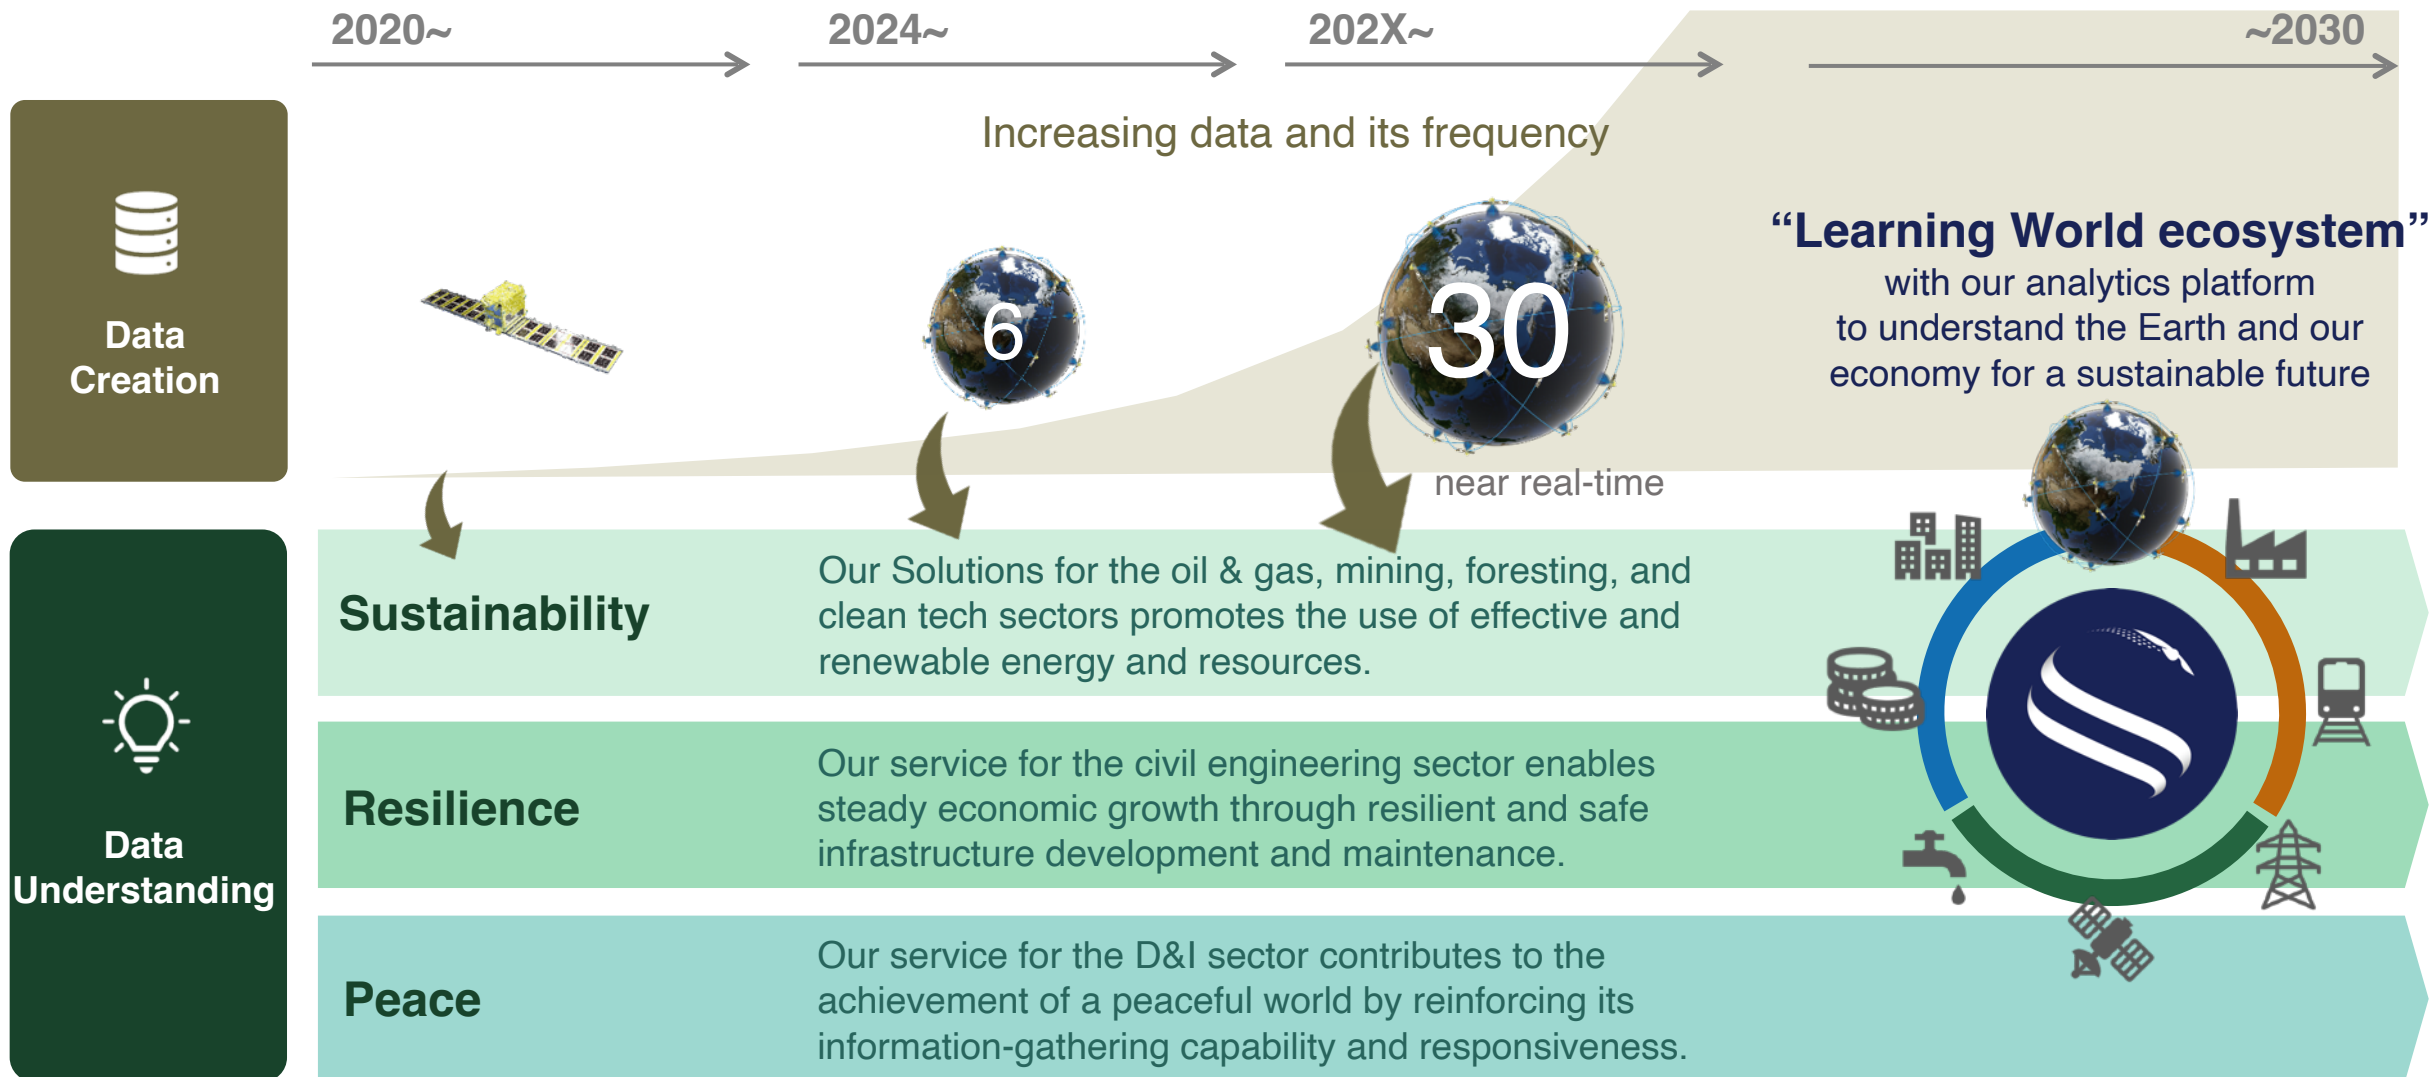 2020~
2024~
202X~
~2030
Data
Creation
Increasing data and its frequency
6
30
near real-time
“Learning World ecosystem”
with our analytics platform
to understand the Earth and our
economy for a sustainable future
Data
Understanding
Sustainability
Our Solutions for the oil & gas, mining, foresting, and
clean tech sectors promotes the use of effective and
renewable energy and resources.
Resilience
Our service for the civil engineering sector enables
steady economic growth through resilient and safe
infrastructure development and maintenance.
Peace
Our service for the D&I sector contributes to the
achievement of a peaceful world by reinforcing its
information-gathering capability and responsiveness.